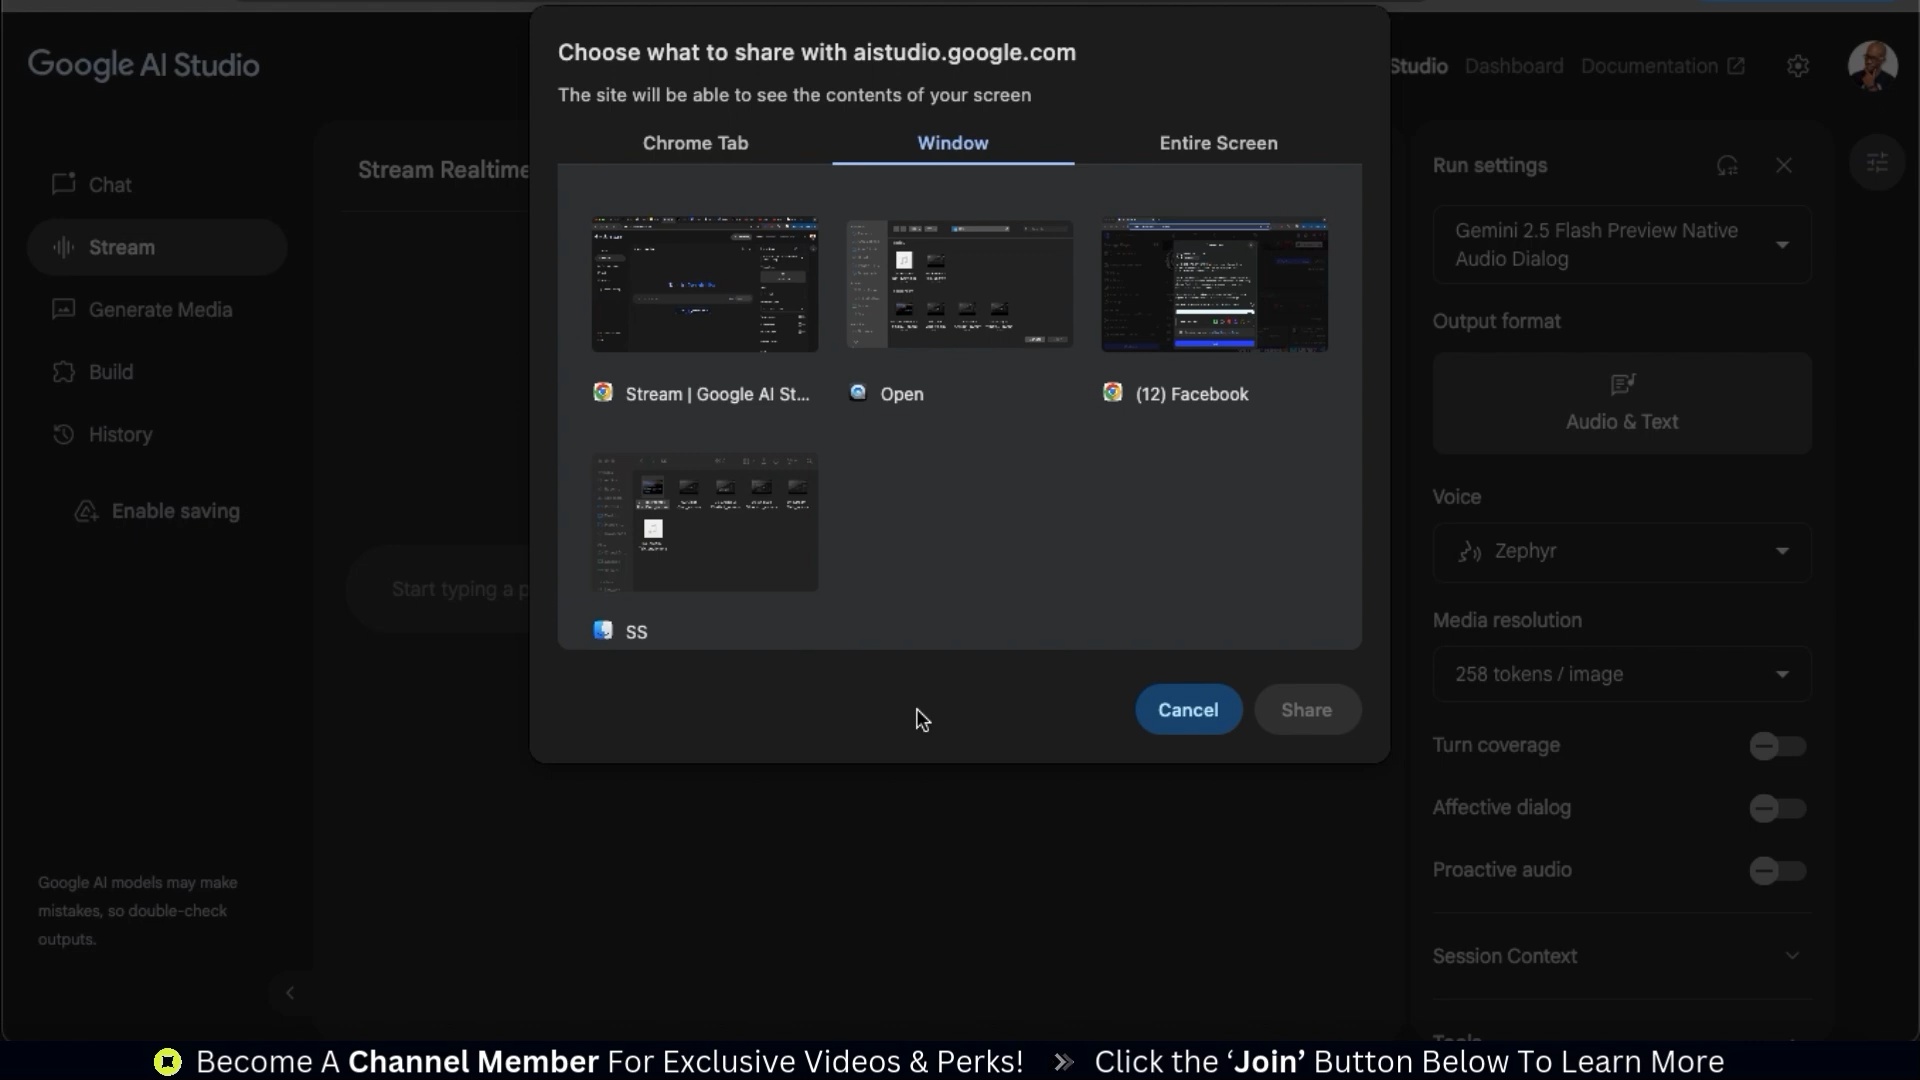 Google AI Studio
Choose what to share with aistudio.google.com
The site will be able to see the contents of your screen
Chrome Tab
Window
Entire Screen
Studio
Dashboard
Documentation
Chat
Stream
Generate Media
Build
History
Enable saving
Stream Realtime
Start typing a p
Stream | Google AI St...
Open
(12) Facebook
SS
Cancel
Share
Run settings
Gemini 2.5 Flash Preview Native
Audio Dialog
Output format
Audio & Text
Voice
Zephyr
Media resolution
258 tokens / image
Turn coverage
Affective dialog
Proactive audio
Session Context
Tools
Google AI models may make
mistakes, so double-check
outputs.
Become A Channel Member For Exclusive Videos & Perks! Click the ‘Join’ Button Below To Learn More